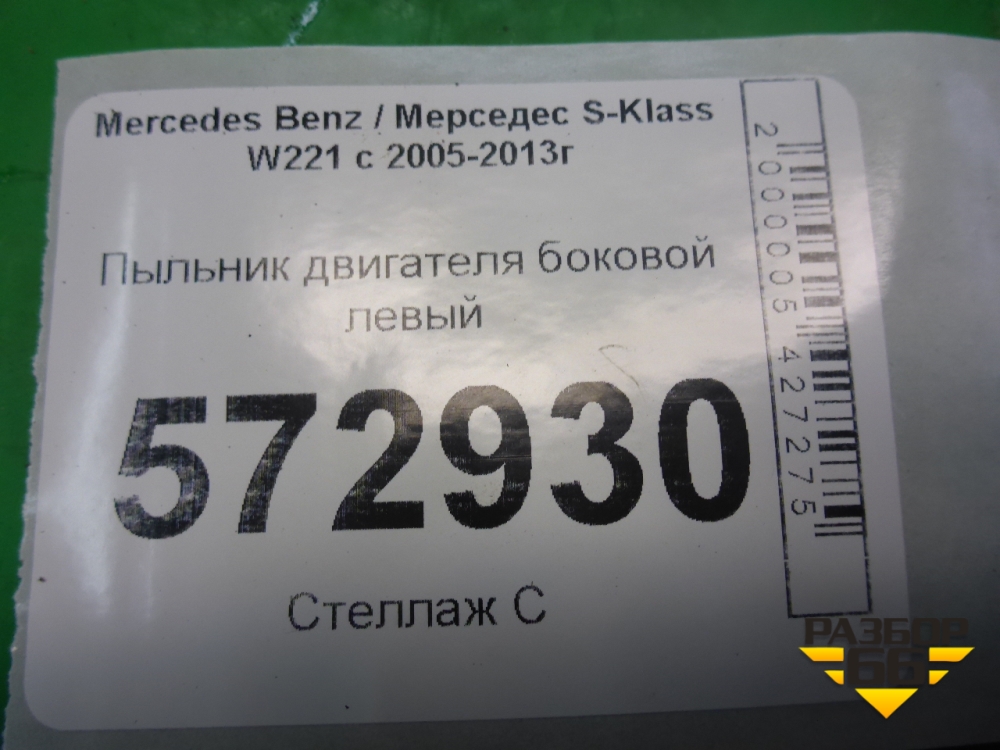 Mercedes Benz / Мерседес S-Klass
W221 с 2005-2013г
Пыльник двигателя боковой
левый
572930
Стеллаж С
2000005427275
РАЗБОР
66